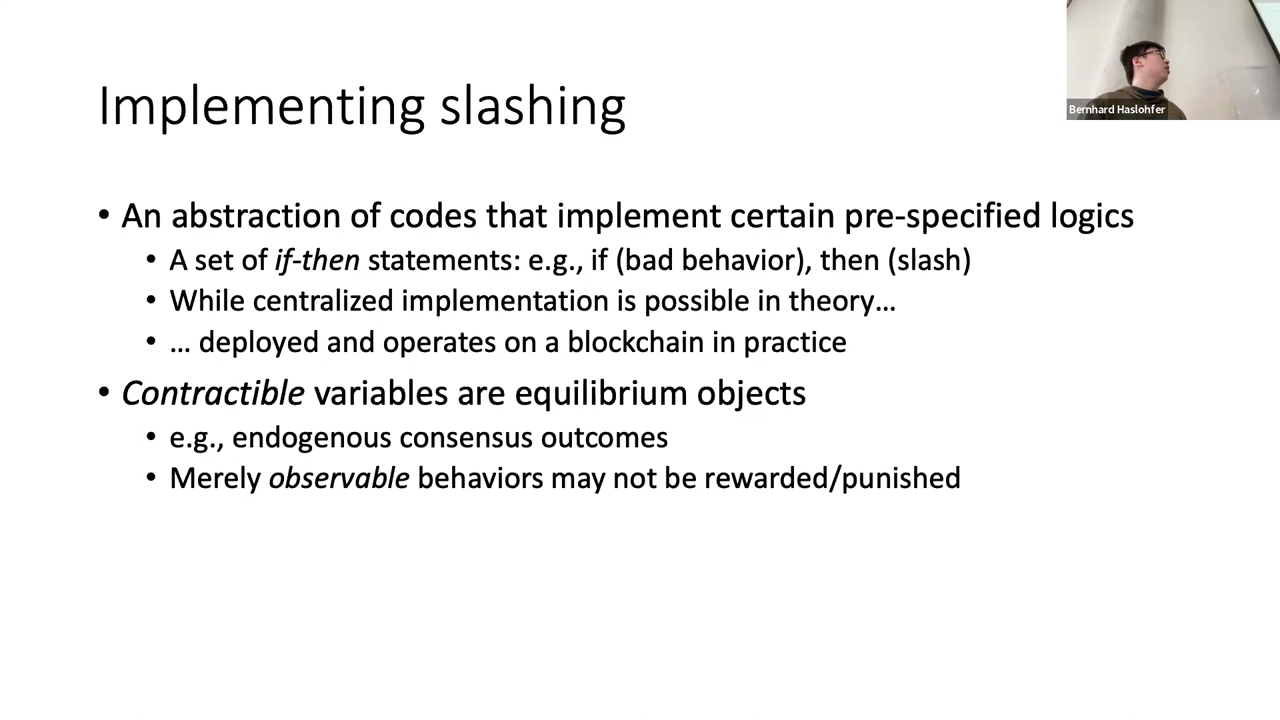 Implementing slashing
Bernhard Haslohfer
• An abstraction of codes that implement certain pre-specified logics
• A set of if-then statements: e.g., if (bad behavior), then (slash)
• While centralized implementation is possible in theory…
• … deployed and operates on a blockchain in practice
• Contractible variables are equilibrium objects
• e.g., endogenous consensus outcomes
• Merely observable behaviors may not be rewarded/punished